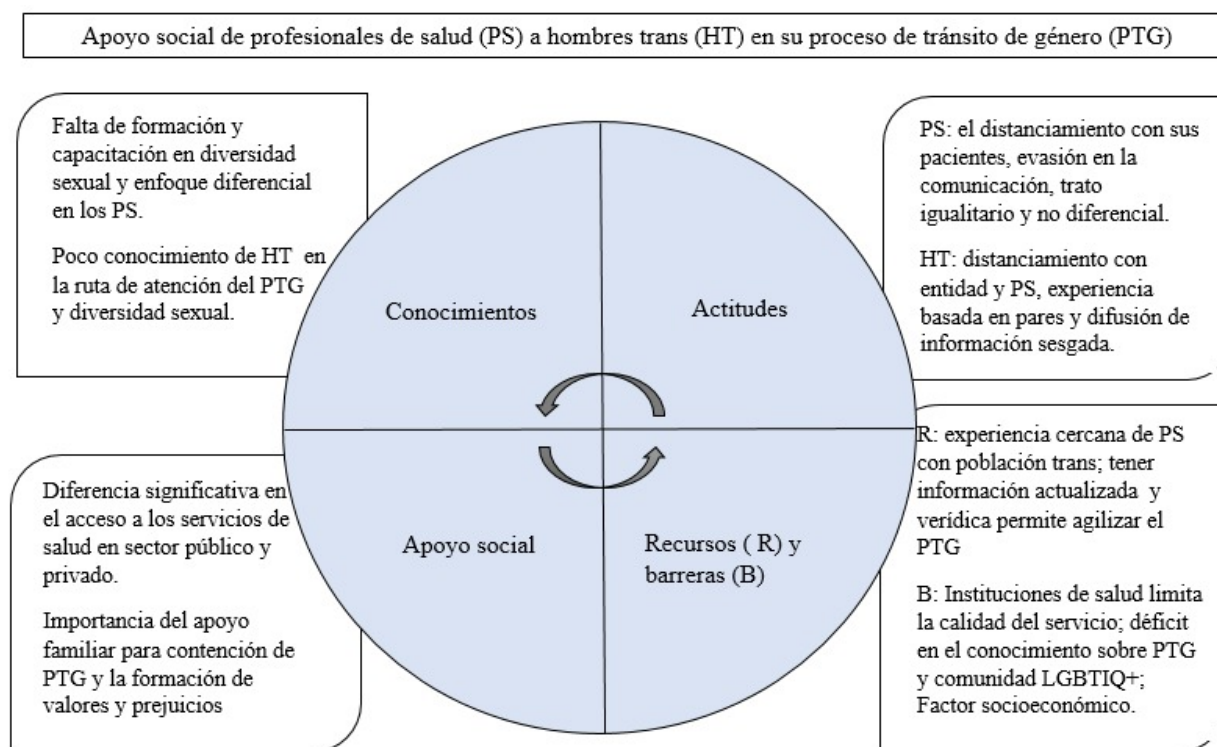 Apoyo social de profesionales de salud (PS) a hombres trans (HT) en su proceso de tránsito de género (PTG)
Falta de formación y
capacitación en diversidad
sexual y enfoque diferencial
en los PS.
Poco conocimiento de HT en
la ruta de atención del PTG
y diversidad sexual.
PS: el distanciamiento con sus
pacientes, evasión en la
comunicación, trato
igualitario y no diferencial.
HT: distanciamiento con
entidad y PS, experiencia
basada en pares y difusión de
información sesgada.
Conocimientos
Actitudes
Apoyo social
Recursos ( R) y
barreras (B)
Diferencia significativa en
el acceso a los servicios de
salud en sector público y
privado.
Importancia del apoyo
familiar para contención de
PTG y la formación de
valores y prejuicios
R: experiencia cercana de PS
con población trans; tener
información actualizada y
verídica permite agilizar el
PTG
B: Instituciones de salud limita
la calidad del servicio; déficit
en el conocimiento sobre PTG
y comunidad LGBTIQ+;
Factor socioeconómico.